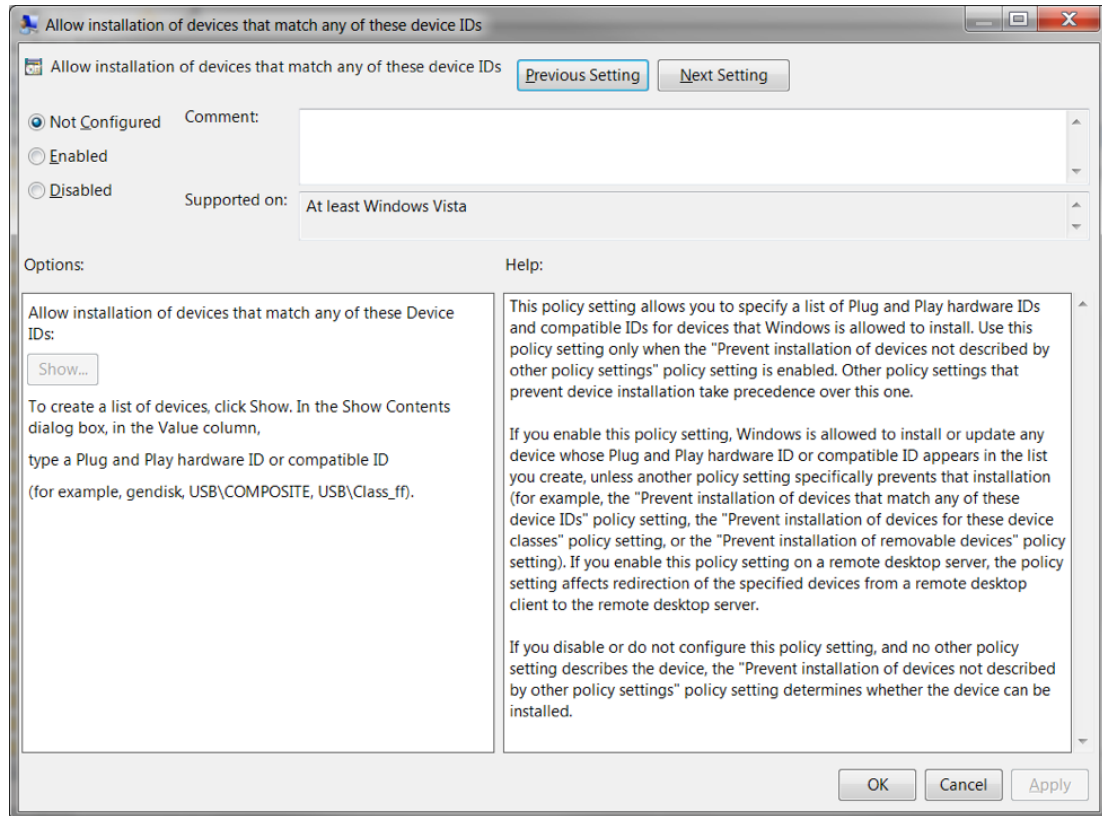 Allow installation of devices that match any of these device IDs
Allow installation of devices that match any of these device IDs
Previous Setting
Next Setting
Not Configured
Comment:
Enabled
Disabled
Supported on:
At least Windows Vista
Options:
Help:
Allow installation of devices that match any of these Device
IDs:
Show...
To create a list of devices, click Show. In the Show Contents
dialog box, in the Value column,
type a Plug and Play hardware ID or compatible ID
(for example, gendisk, USB\COMPOSITE, USB\Class_ff).
This policy setting allows you to specify a list of Plug and Play hardware IDs
and compatible IDs for devices that Windows is allowed to install. Use this
policy setting only when the "Prevent installation of devices not described by
other policy settings" policy setting is enabled. Other policy settings that
prevent device installation take precedence over this one.
If you enable this policy setting, Windows is allowed to install or update any
device whose Plug and Play hardware ID or compatible ID appears in the list
you create, unless another policy setting specifically prevents that installation
(for example, the "Prevent installation of devices that match any of these
device IDs" policy setting, the "Prevent installation of devices for these device
classes" policy setting, or the "Prevent installation of removable devices" policy
setting). If you enable this policy setting on a remote desktop server, the policy
setting affects redirection of the specified devices from a remote desktop
client to the remote desktop server.
If you disable or do not configure this policy setting, and no other policy
setting describes the device, the "Prevent installation of devices not described
by other policy settings" policy setting determines whether the device can be
installed.
OK
Cancel
Apply